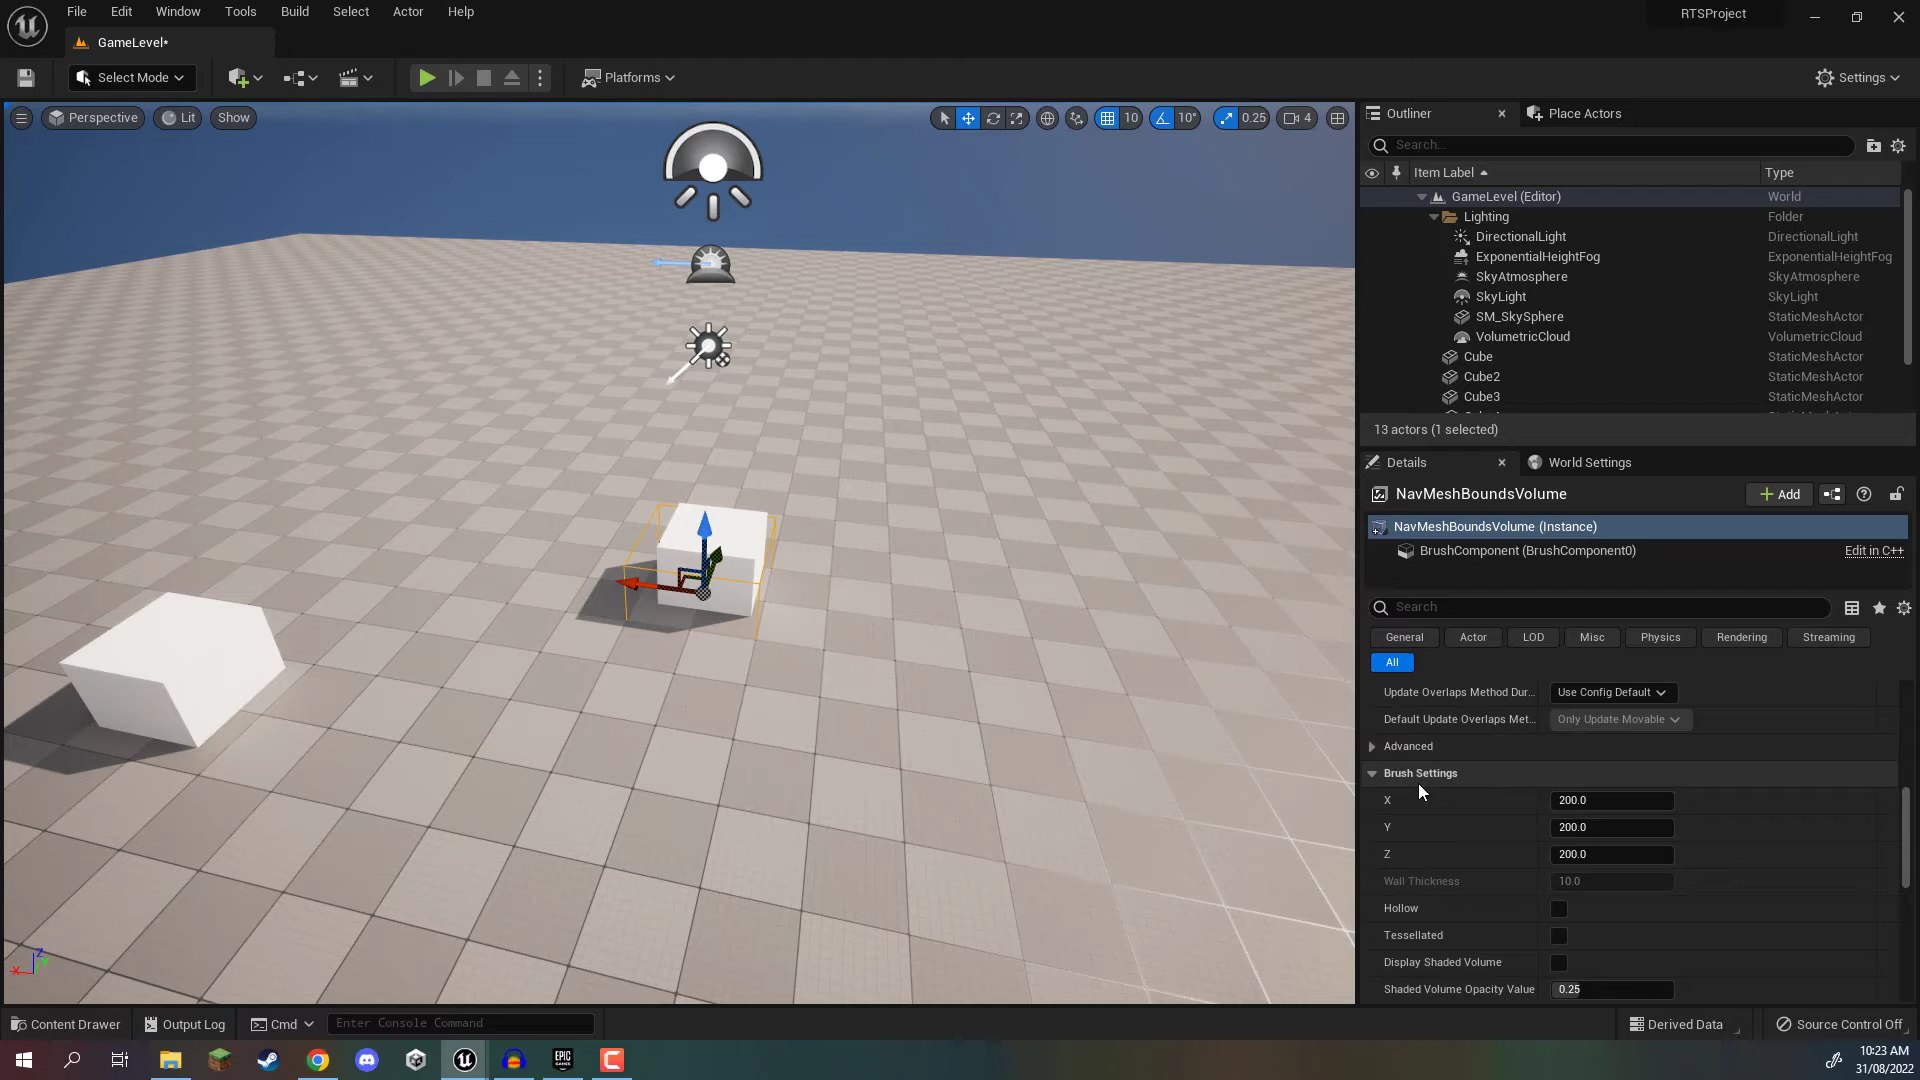 File Edit Window Tools Build Select Actor Help
RTSProject
GameLevel*
Select Mode
Platforms
Settings
Perspective Lit Show
10 10° 0.25 4
Outliner
Place Actors
Search...
Item Label Type
GameLevel (Editor) World
Lighting Folder
DirectionalLight DirectionalLight
ExponentialHeightFog ExponentialHeightFog
SkyAtmosphere SkyAtmosphere
SkyLight SkyLight
SM_SkySphere StaticMeshActor
VolumetricCloud VolumetricCloud
Cube StaticMeshActor
Cube2 StaticMeshActor
Cube3 StaticMeshActor
13 actors (1 selected)
Details
World Settings
NavMeshBoundsVolume
Add
NavMeshBoundsVolume (Instance)
BrushComponent (BrushComponent0) Edit in C++
Search
General Actor LOD Misc Physics Rendering Streaming
All
Update Overlaps Method Dur... Use Config Default
Default Update Overlaps Met... Only Update Movable
Advanced
Brush Settings
X 200.0
Y 200.0
Z 200.0
Wall Thickness 10.0
Hollow
Tessellated
Display Shaded Volume
Shaded Volume Opacity Value 0.25
X Z
Content Drawer Output Log Cmd Enter Console Command
Derived Data Source Control Off
EPIC GAMES
10:23 AM
31/08/2022